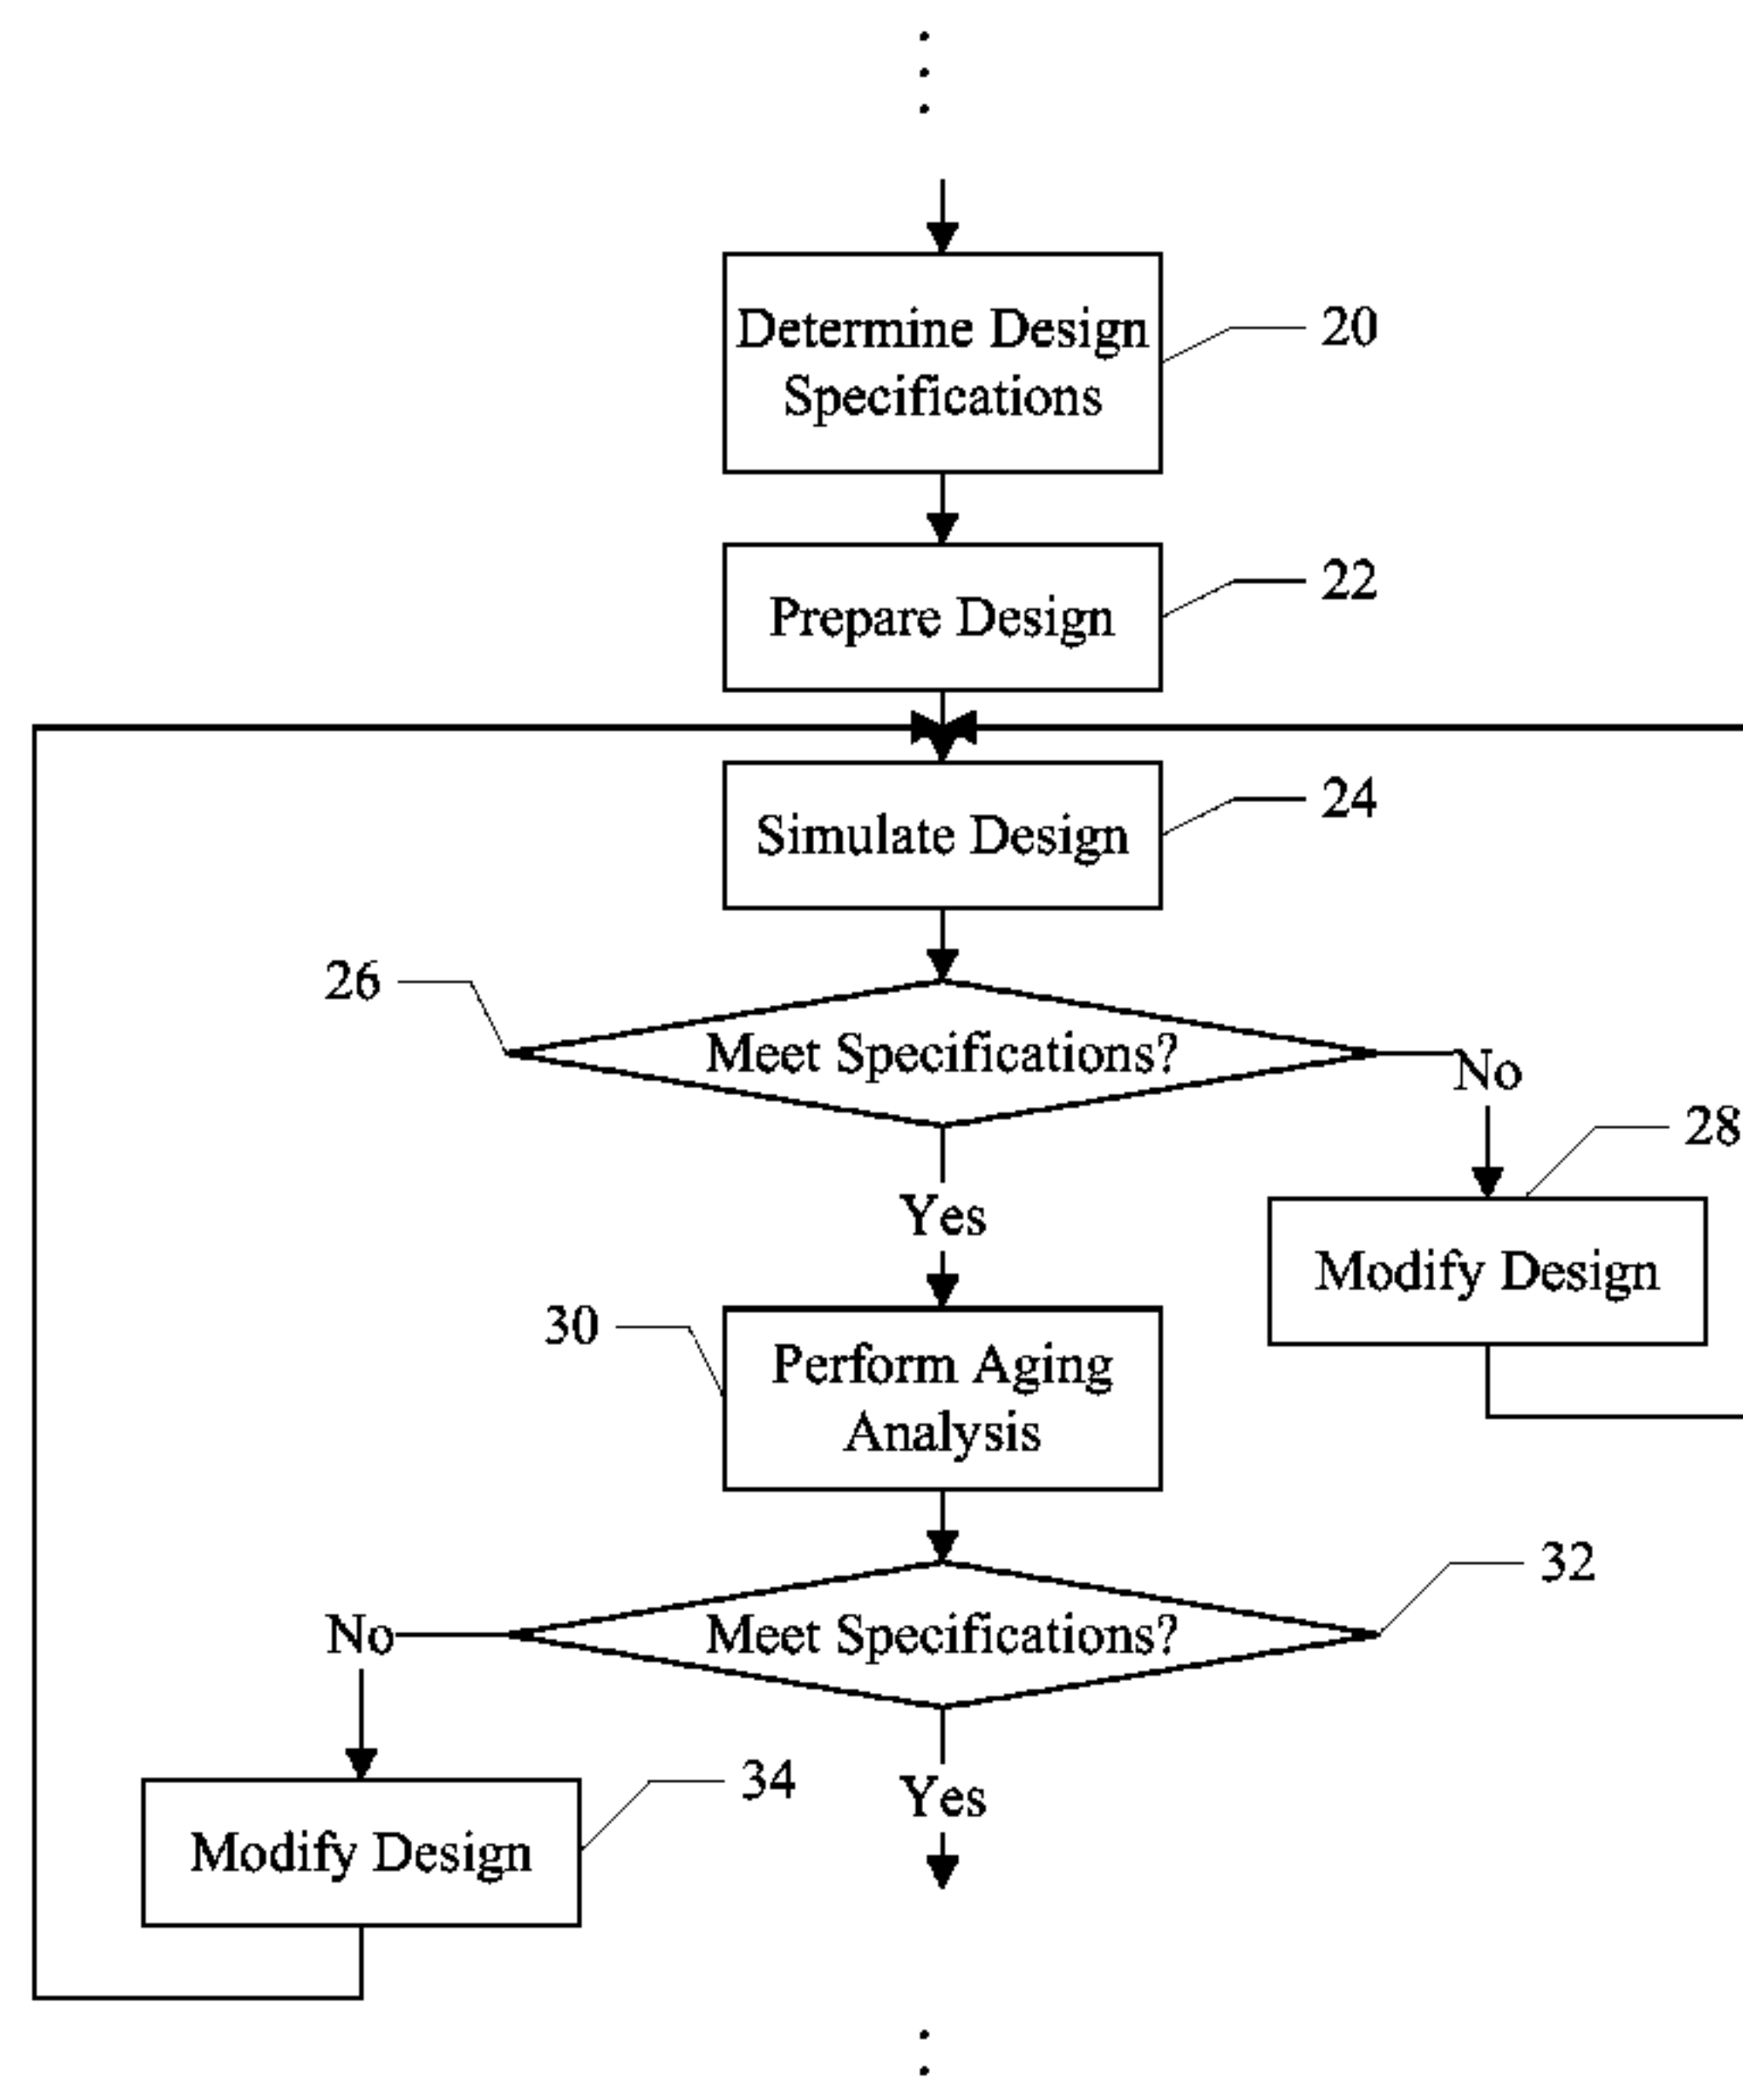 Determine Design
Specifications
20
Prepare Design
22
Simulate Design
24
26
Meet Specifications?
No
28
Yes
Modify Design
30
Perform Aging
Analysis
32
No
Meet Specifications?
34
Yes
Modify Design